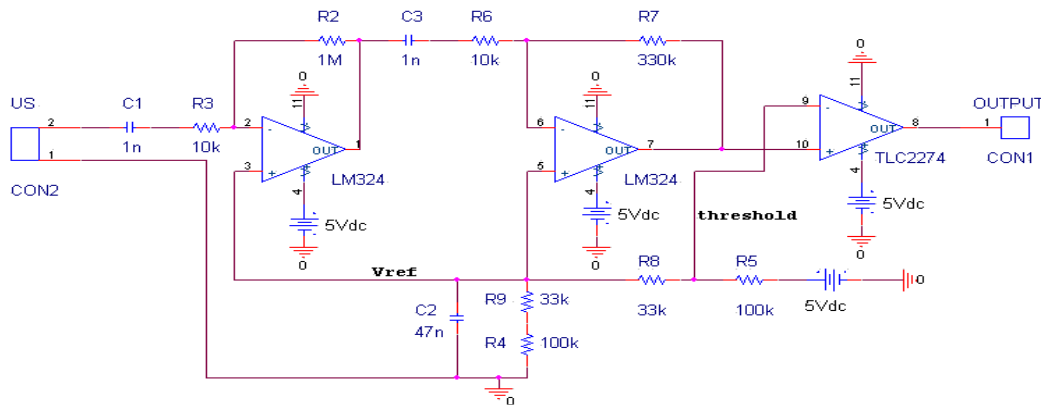 R2
C3
R6
R7
1M
1n
10k
330k
0
0
0
11
11
11
US
C1
R3
OUTPUT
2
1
1n
10k
2
3
-
+
OUT
1
6
5
-
+
OUT
7
9
10
-
+
OUT
8
1
CON2
LM324
LM324
TLC2274
CON1
4
4
4
5Vdc
5Vdc
5Vdc
0
0
0
threshold
Vref
R8
R5
0
33k
100k
5Vdc
C2
47n
R9
33k
R4
100k
0